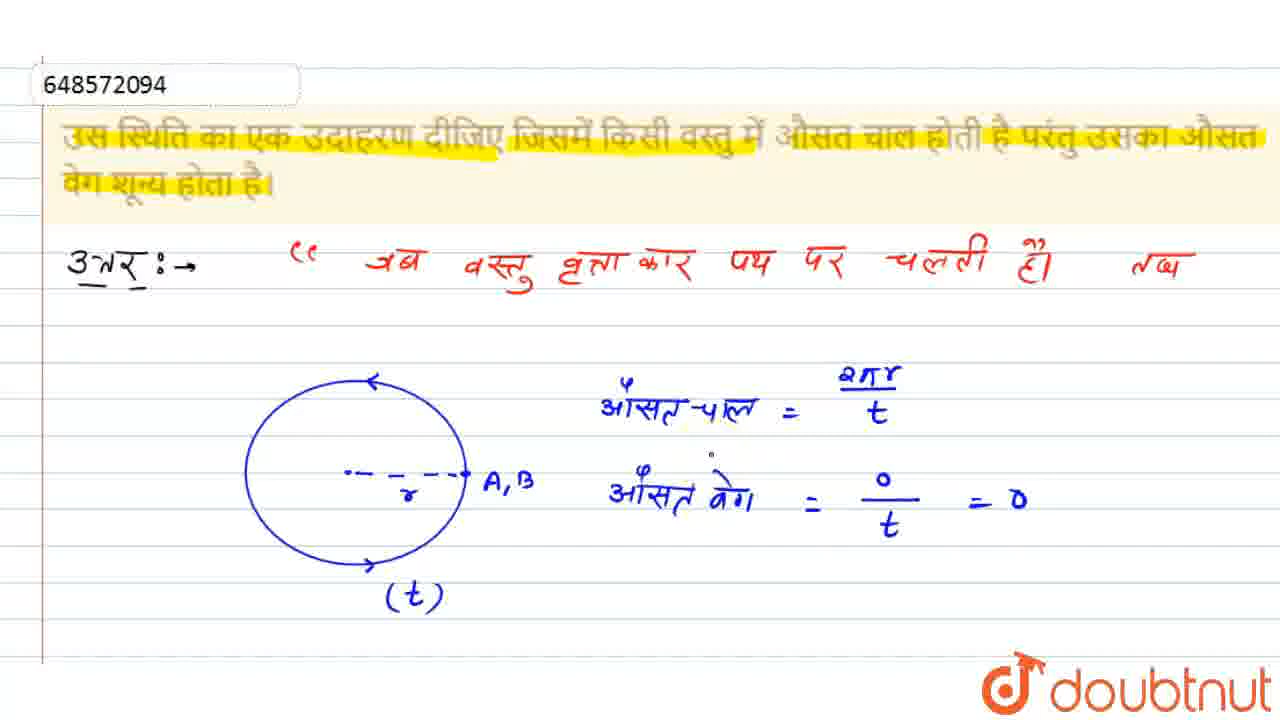 648572094
उस स्थिति का एक उदाहरण दीजिए जिसमें किसी वस्तु में औसत चाल होती है परंतु उसका औसत
वेग शून्य होता है।
उत्तर :→ “ जब वस्तु वृत्ताकार पथ पर चलती है। तब
औसत चाल = 2πr / t
A, B
r
औसत वेग = 0 / t = 0
(t)
doubtnut